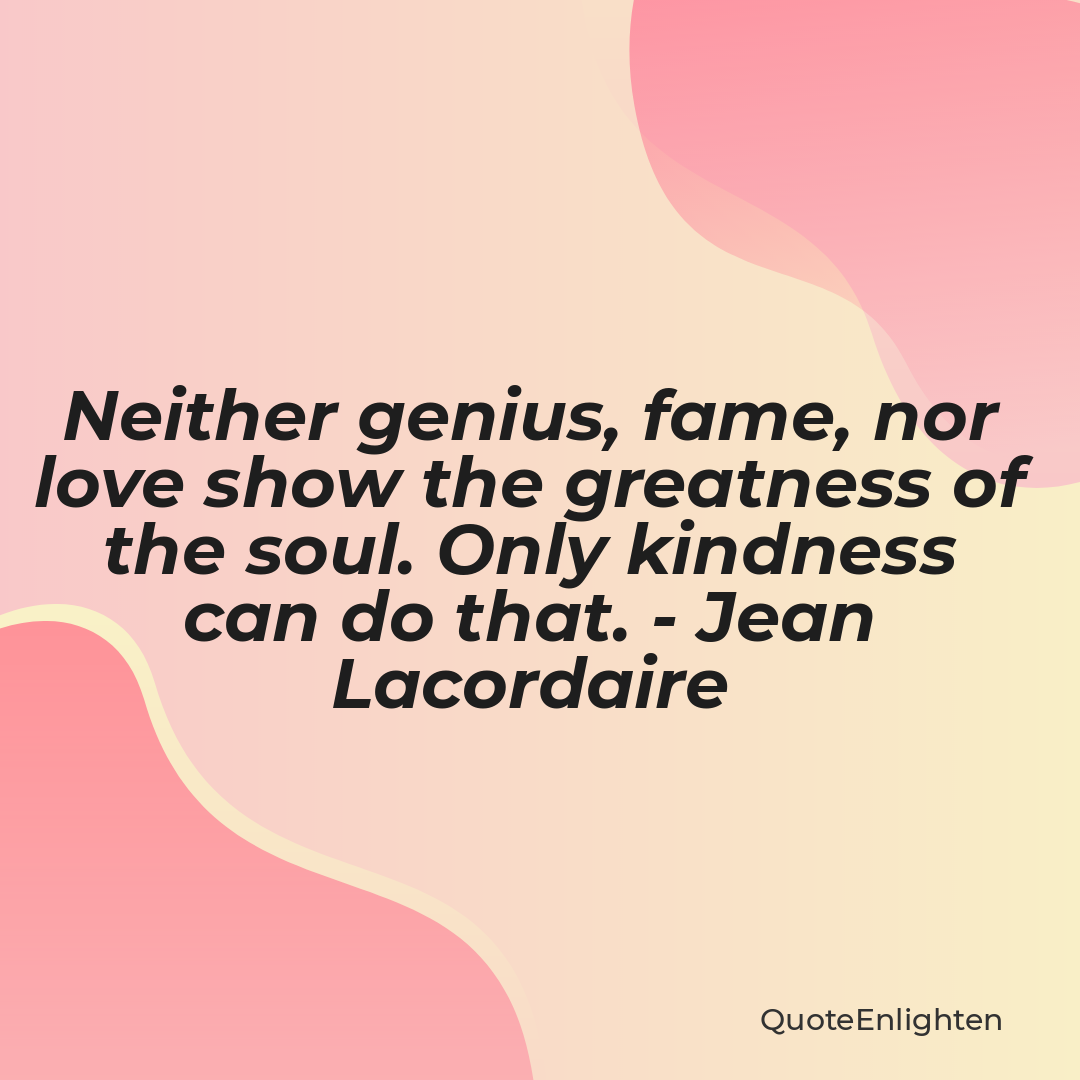 Neither genius, fame, nor
love show the greatness of
the soul. Only kindness
can do that. - Jean
Lacordaire
QuoteEnlighten